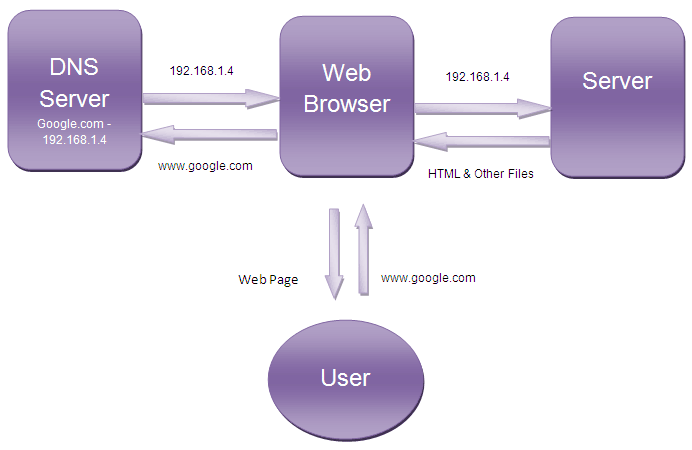 DNS
Server
Google.com -
192.168.1.4
192.168.1.4
www.google.com
Web
Browser
192.168.1.4
HTML & Other Files
Server
Web Page
www.google.com
User